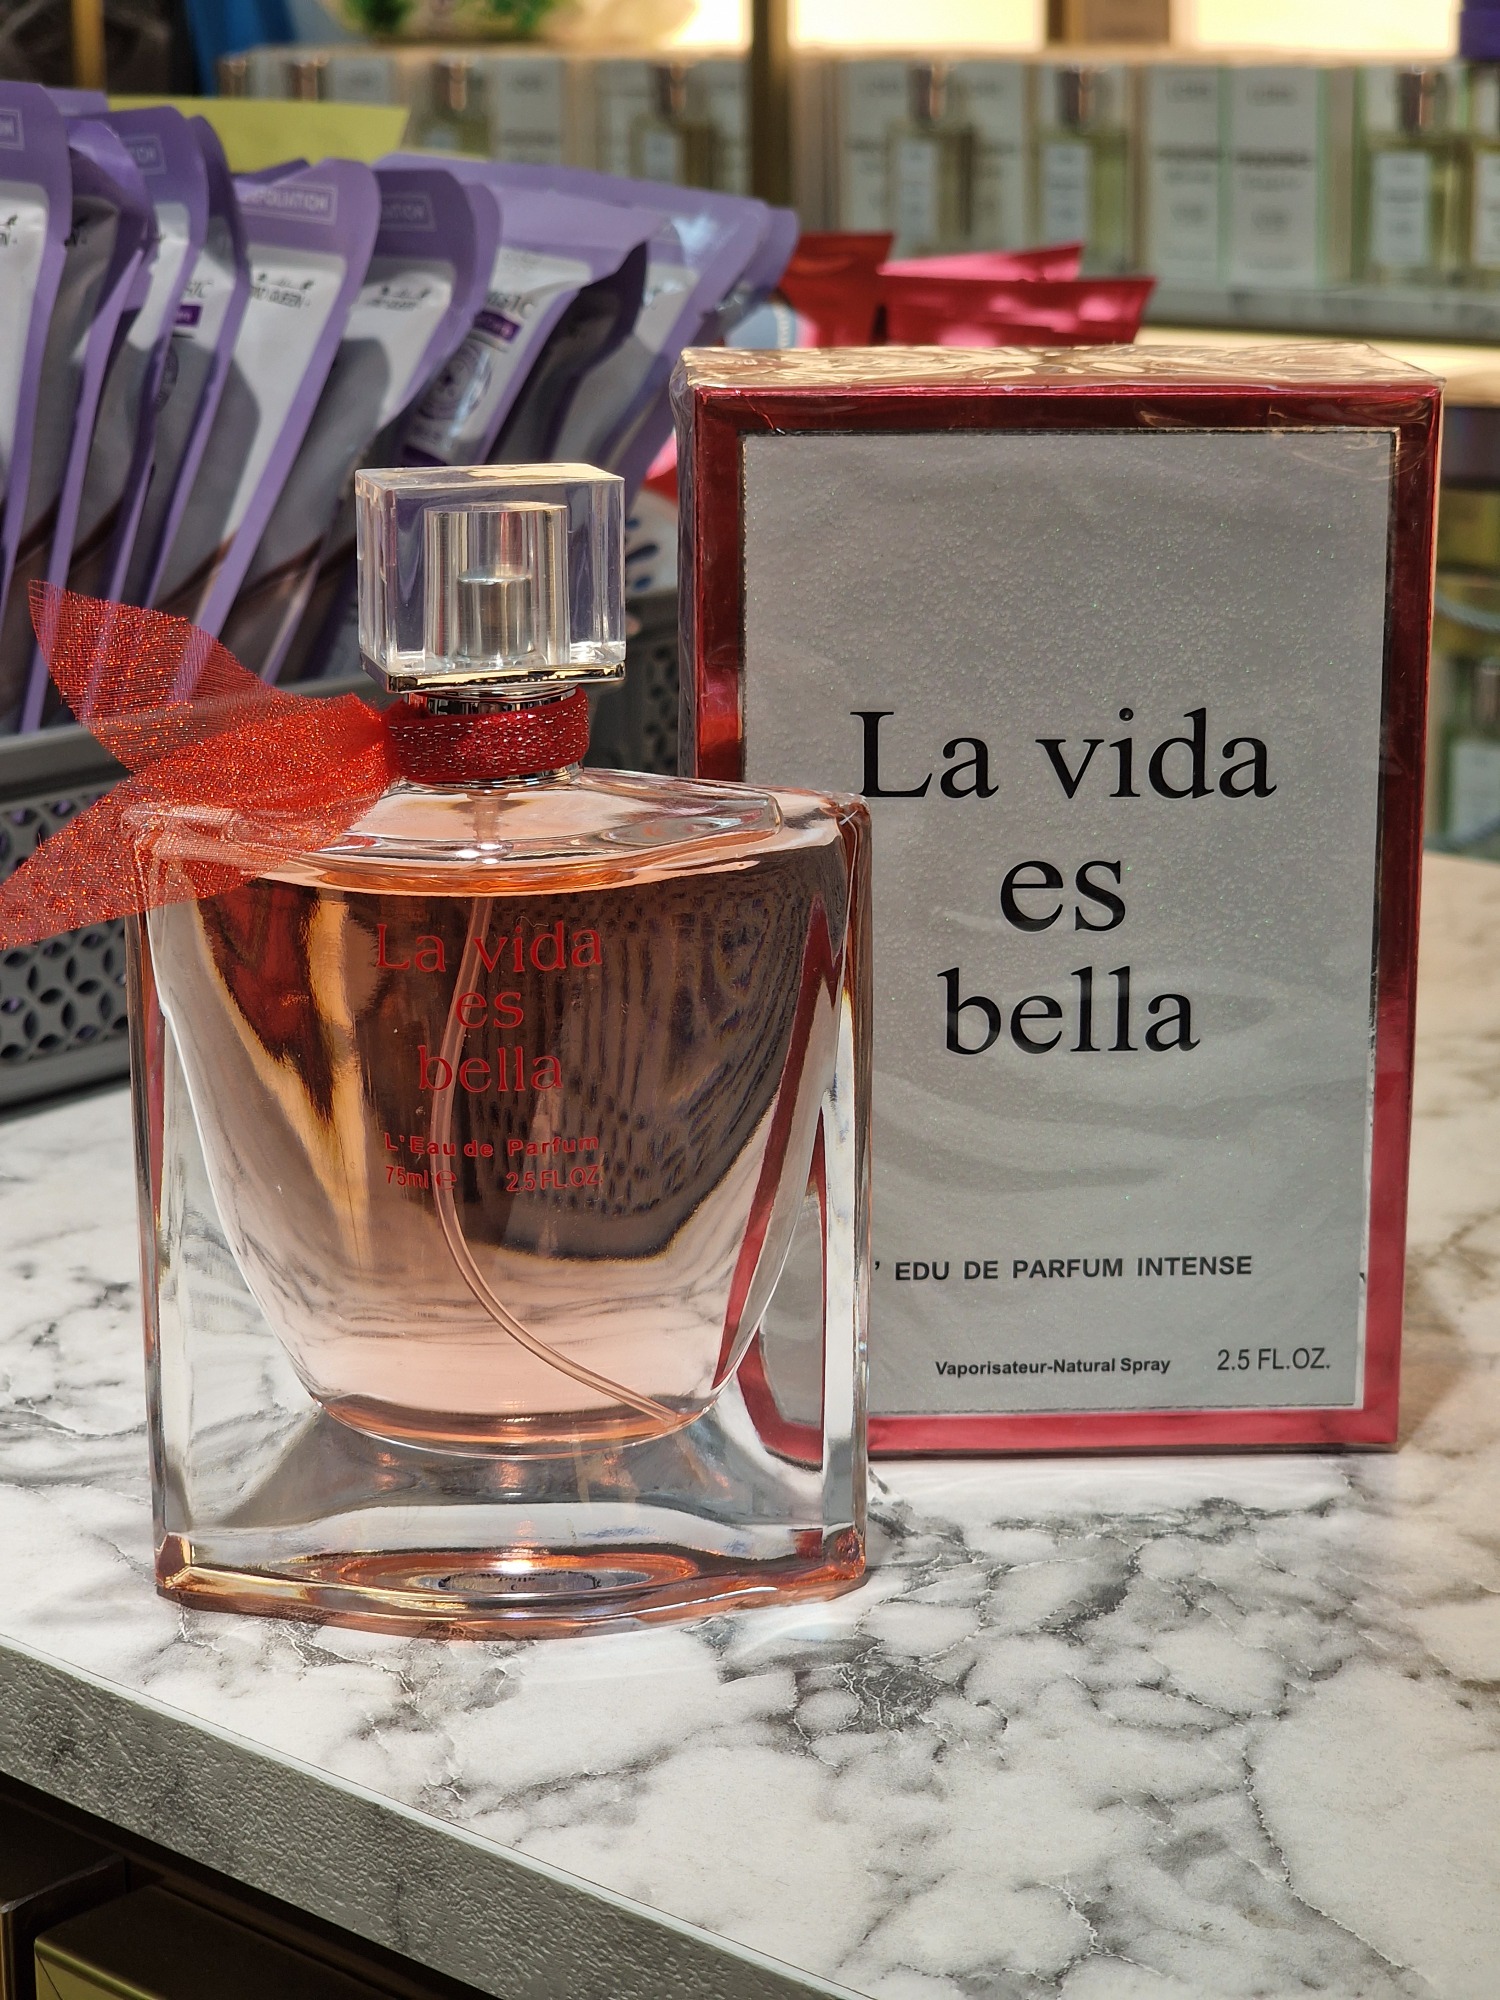 La vida
es
bella
L'Eau de Parfum
75ml e 2.5 FL.OZ.
La vida
es
bella
' EDU DE PARFUM INTENSE
Vaporisateur-Natural Spray 2.5 FL.OZ.